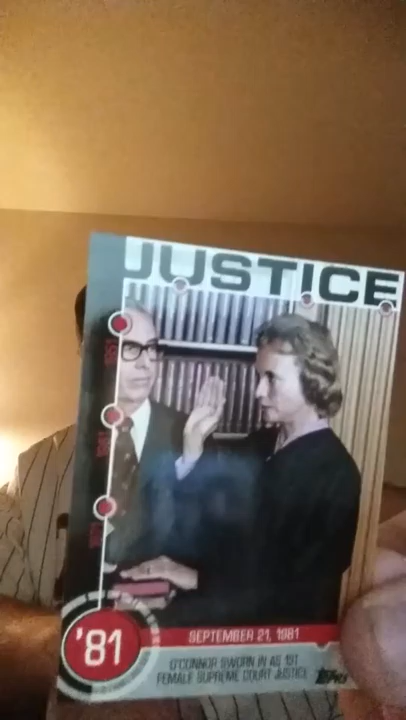 JUSTICE
'81
SEPTEMBER 21, 1981
O'CONNOR SWORN IN AS 1ST
FEMALE SUPREME COURT JUSTICE
TOPPS